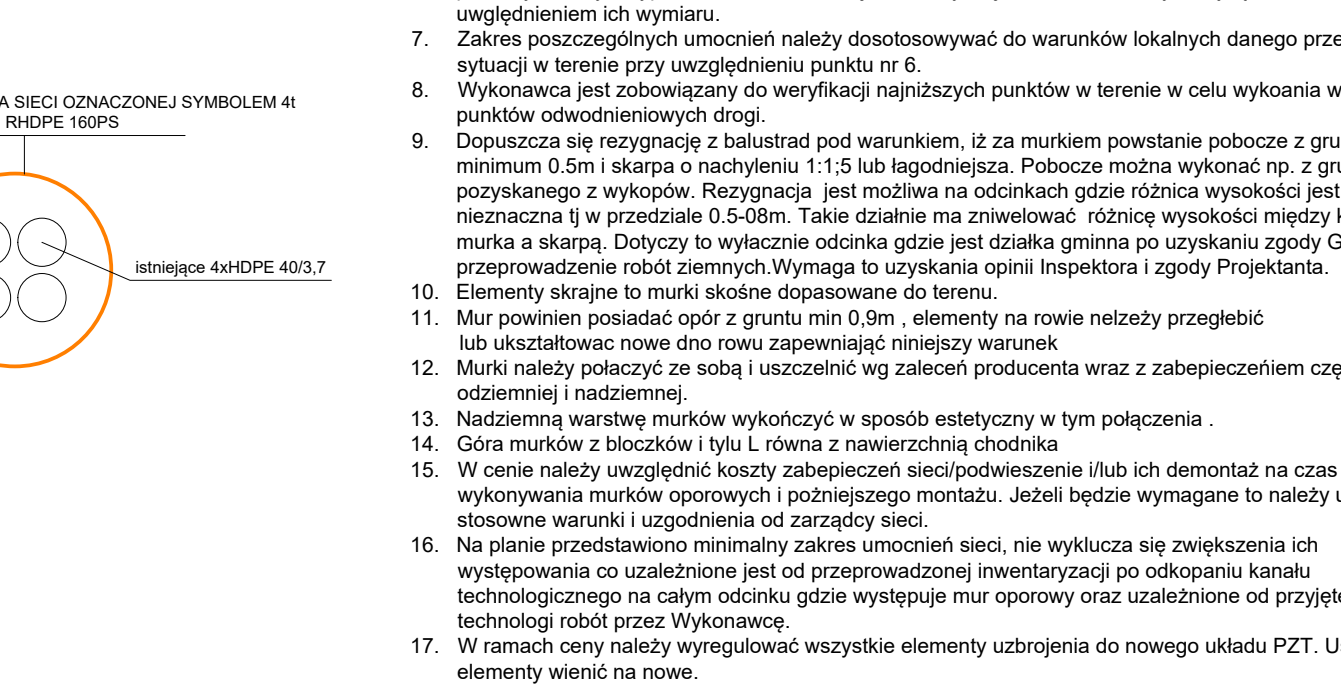 A SIECI OZNACZONEJ SYMBOLEM 4t
RHDPE 160PS
istniejące 4xHDPE 40/3,7
uwględnieniem ich wymiaru.
7. Zakres poszczególnych umocnień należy dosotosowywać do warunków lokalnych danego
sytuacji w terenie przy uwzględnieniu punktu nr 6.
8. Wykonawca jest zobowiązany do weryfikacji najniższych punktów w terenie w celu wykoania
punktów odwodnieniowych drogi.
9. Dopuszcza się rezygnację z balustrad pod warunkiem, iż za murkiem powstanie pobocze z
minimum 0.5m i skarpa o nachyleniu 1:1;5 lub łagodniejsza. Pobocze można wykonać np. z
pozyskanego z wykopów. Rezygnacja jest możliwa na odcinkach gdzie różnica wysokości jest
nieznaczna tj w przedziale 0.5-08m. Takie działnie ma zniwelować różnicę wysokości między
murka a skarpą. Dotyczy to wyłacznie odcinka gdzie jest działka gminna po uzyskaniu zgody
przeprowadzenie robót ziemnych.Wymaga to uzyskania opinii Inspektora i zgody Projektanta.
10. Elementy skrajne to murki skośne dopasowane do terenu.
11. Mur powinien posiadać opór z gruntu min 0,9m , elementy na rowie nelzeży przegłebić
lub ukształtowac nowe dno rowu zapewniająć niniejszy warunek
12. Murki należy połaczyć ze sobą i uszczelnić wg zaleceń producenta wraz z zabepieczeńiem
odziemniej i nadziemnej.
13. Nadziemną warstwę murków wykończyć w sposób estetyczny w tym połączenia .
14. Góra murków z bloczków i tylu L równa z nawierzchnią chodnika
15. W cenie należy uwzględnić koszty zabepieczeń sieci/podwieszenie i/lub ich demontaż na czas
wykonywania murków oporowych i pożniejszego montażu. Jeżeli będzie wymagane to należy
stosowne warunki i uzgodnienia od zarządcy sieci.
16. Na planie przedstawiono minimalny zakres umocnień sieci, nie wyklucza się zwiększenia ich
występowania co uzależnione jest od przeprowadzonej inwentaryzacji po odkopaniu kanału
technologicznego na całym odcinku gdzie występuje mur oporowy oraz uzależnione od
technologi robót przez Wykonawcę.
17. W ramach ceny należy wyregulować wszystkie elementy uzbrojenia do nowego układu PZT.
elementy wienić na nowe.